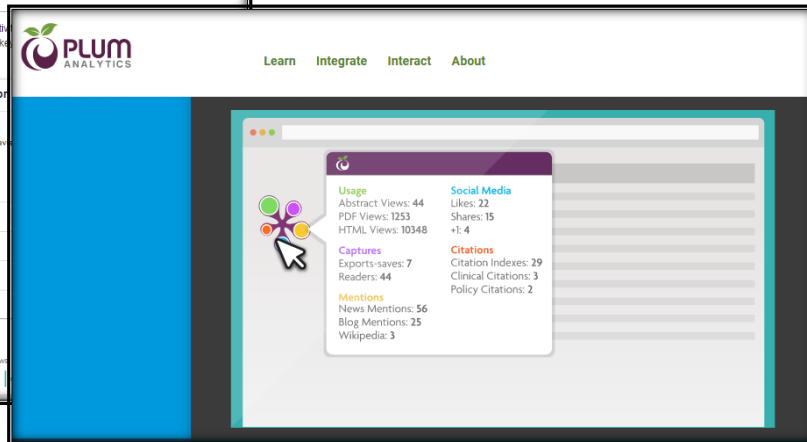 PLUM
ANALYTICS
Learn Integrate Interact About
Usage
Abstract Views: 44
PDF Views: 1253
HTML Views: 10348
Captures
Exports-saves: 7
Readers: 44
Mentions
News Mentions: 56
Blog Mentions: 25
Wikipedia: 3
Social Media
Likes: 22
Shares: 15
+1: 4
Citations
Citation Indexes: 29
Clinical Citations: 3
Policy Citations: 2